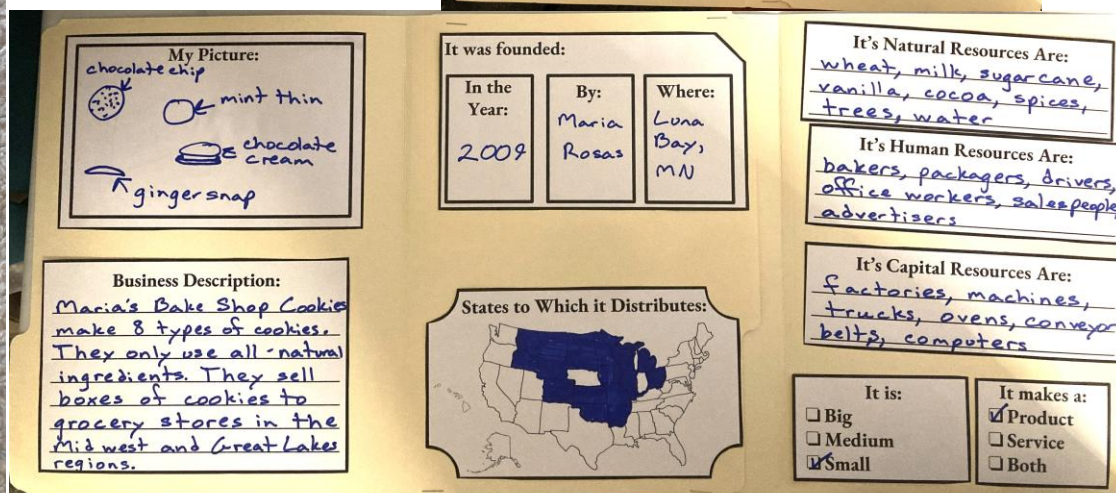 My Picture:
chocolate chip
mint thin
chocolate
cream
gingersnap
Business Description:
Maria's Bake Shop Cookies
make 8 types of cookies.
They only use all-natural
ingredients. They sell
boxes of cookies to
grocery stores in the
Midwest and Great Lakes
regions.
It was founded:
In the
Year:
2009
By:
Maria
Rosas
Where:
Luna
Bay,
MN
States to Which it Distributes:
It's Natural Resources Are:
wheat, milk, sugar cane,
vanilla, cocoa, spices,
trees, water
It's Human Resources Are:
bakers, packagers, drivers,
office workers, salespeople,
advertisers
It's Capital Resources Are:
factories, machines,
trucks, ovens, conveyor
belts, computers
It is:
Big
Medium
Small
It makes a:
Product
Service
Both